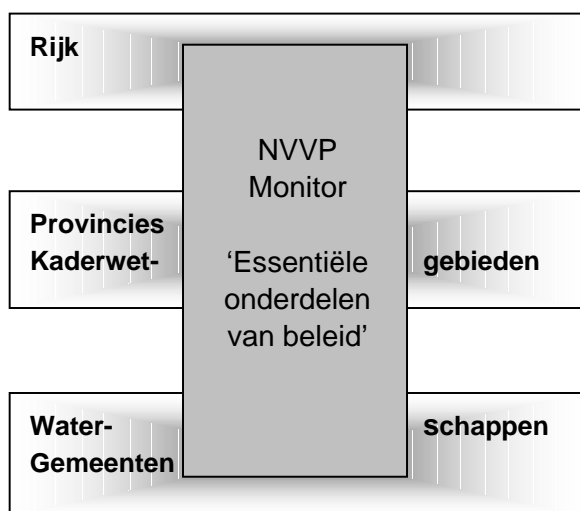 Rijk
NVVP
Monitor
Provincies
Kaderwet- gebieden
‘Essentiële
onderdelen
van beleid’
Water- schappen
Gemeenten